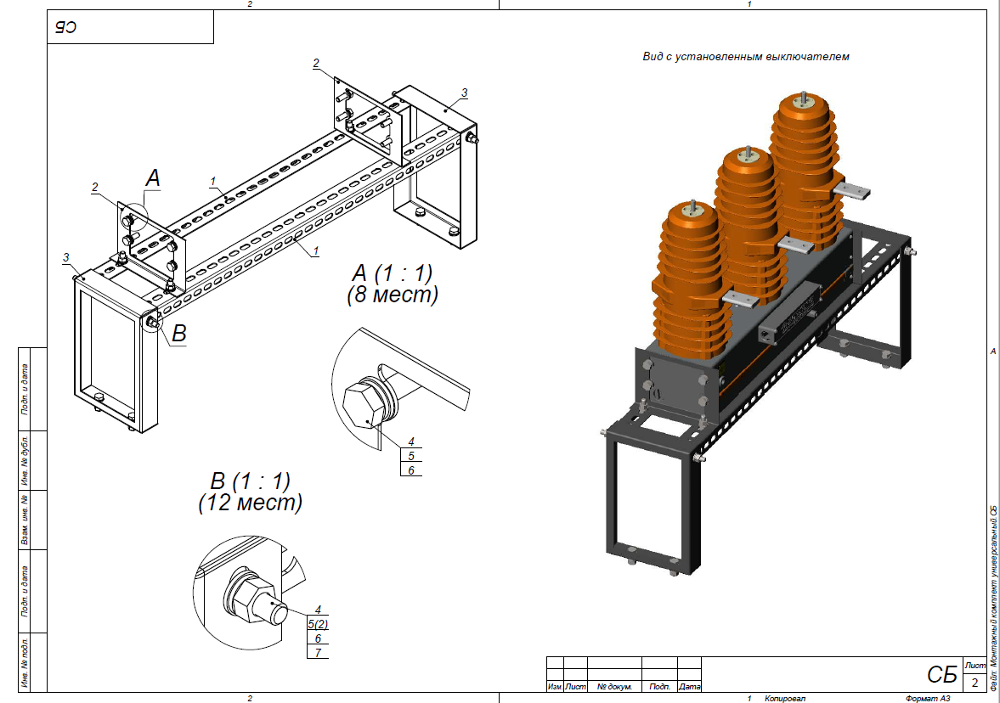 2
1
СБ
Вид с установленным выключателем
2
3
А
1
2
3
1
А (1 : 1)
(8 мест)
В
4
5
6
В (1 : 1)
(12 мест)
4
5(2)
6
7
А
Подп. и дата
Инв. № дубл.
Взам. инв. №
Подп. и дата
Инв. № подл.
Изм.
Лист
№ докум.
Подп.
Дата
СБ
Лист
2
Файл: Монтажный комплект универсальный.СБ
2
1
Копировал
Формат А3